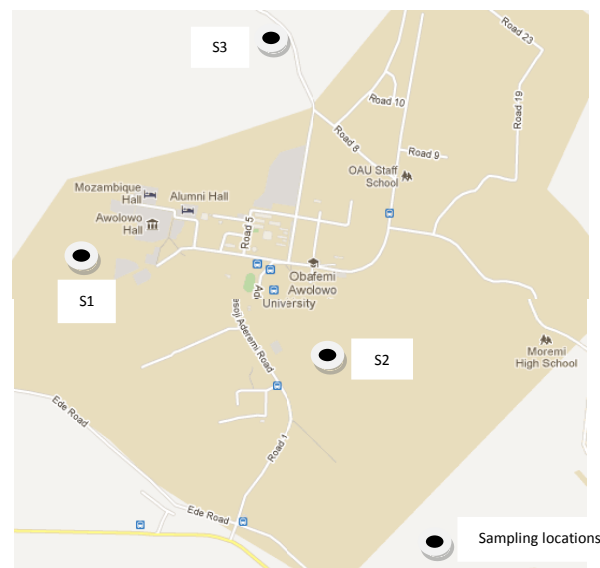 S3
Road 23
Road 10
Road 19
Road 8
Road 9
OAU Staff
School
Mozambique
Hall
Alumni Hall
Awolowo
Hall
Road 5
S1
Obafemi
Awolowo
University
Adesoji Aderemi Road
S2
Moremi
High School
Ede Road
Road 1
Ede Road
Sampling locations